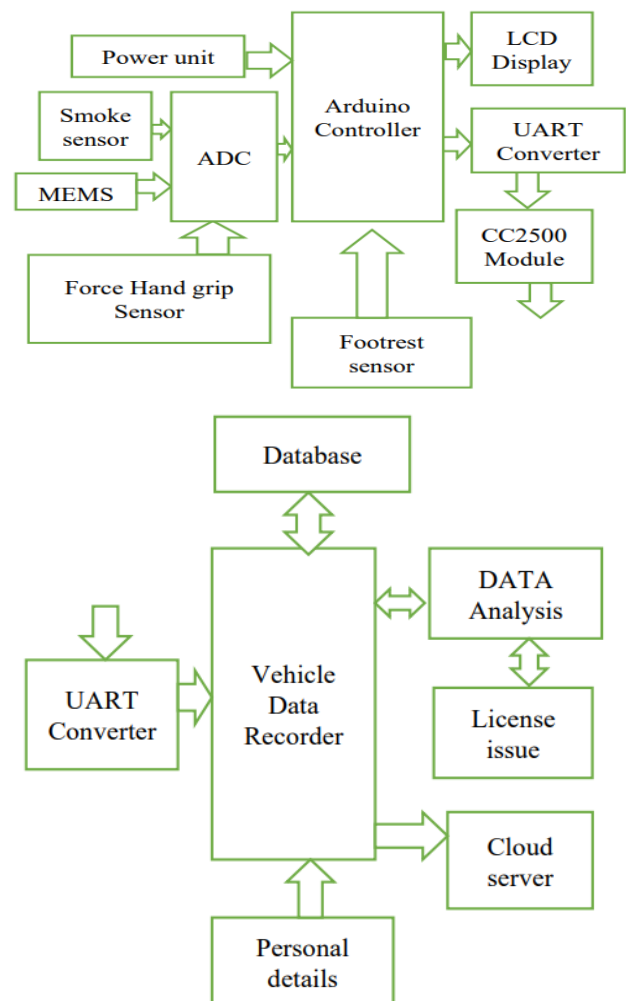 Power unit
LCD
Display
Smoke
sensor
ADC
Arduino
Controller
UART
Converter
MEMS
CC2500
Module
Force Hand grip
Sensor
Footrest
sensor
Database
DATA
Analysis
UART
Converter
Vehicle
Data
Recorder
License
issue
Cloud
server
Personal
details